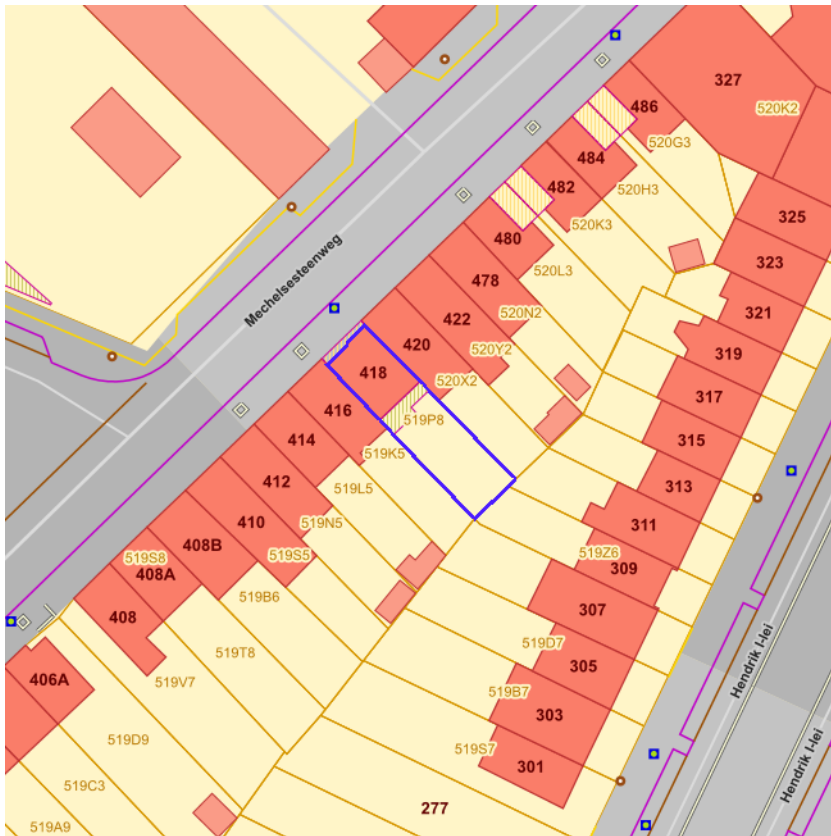 327
520K2
486
520G3
484
520H3
482
520K3
325
480
520L3
323
Mechelsesteenweg
478
520N2
321
422
520Y2
319
420
520X2
418
317
416
519P8
315
414
519K5
412
519L5
313
410
519N5
311
408B
519S5
519Z6
309
519S8
408A
519B6
307
408
519T8
519D7
305
Hendrik I-lei
406A
519V7
519B7
303
519D9
519S7
301
Hendrik I-lei
519C3
277
519A9